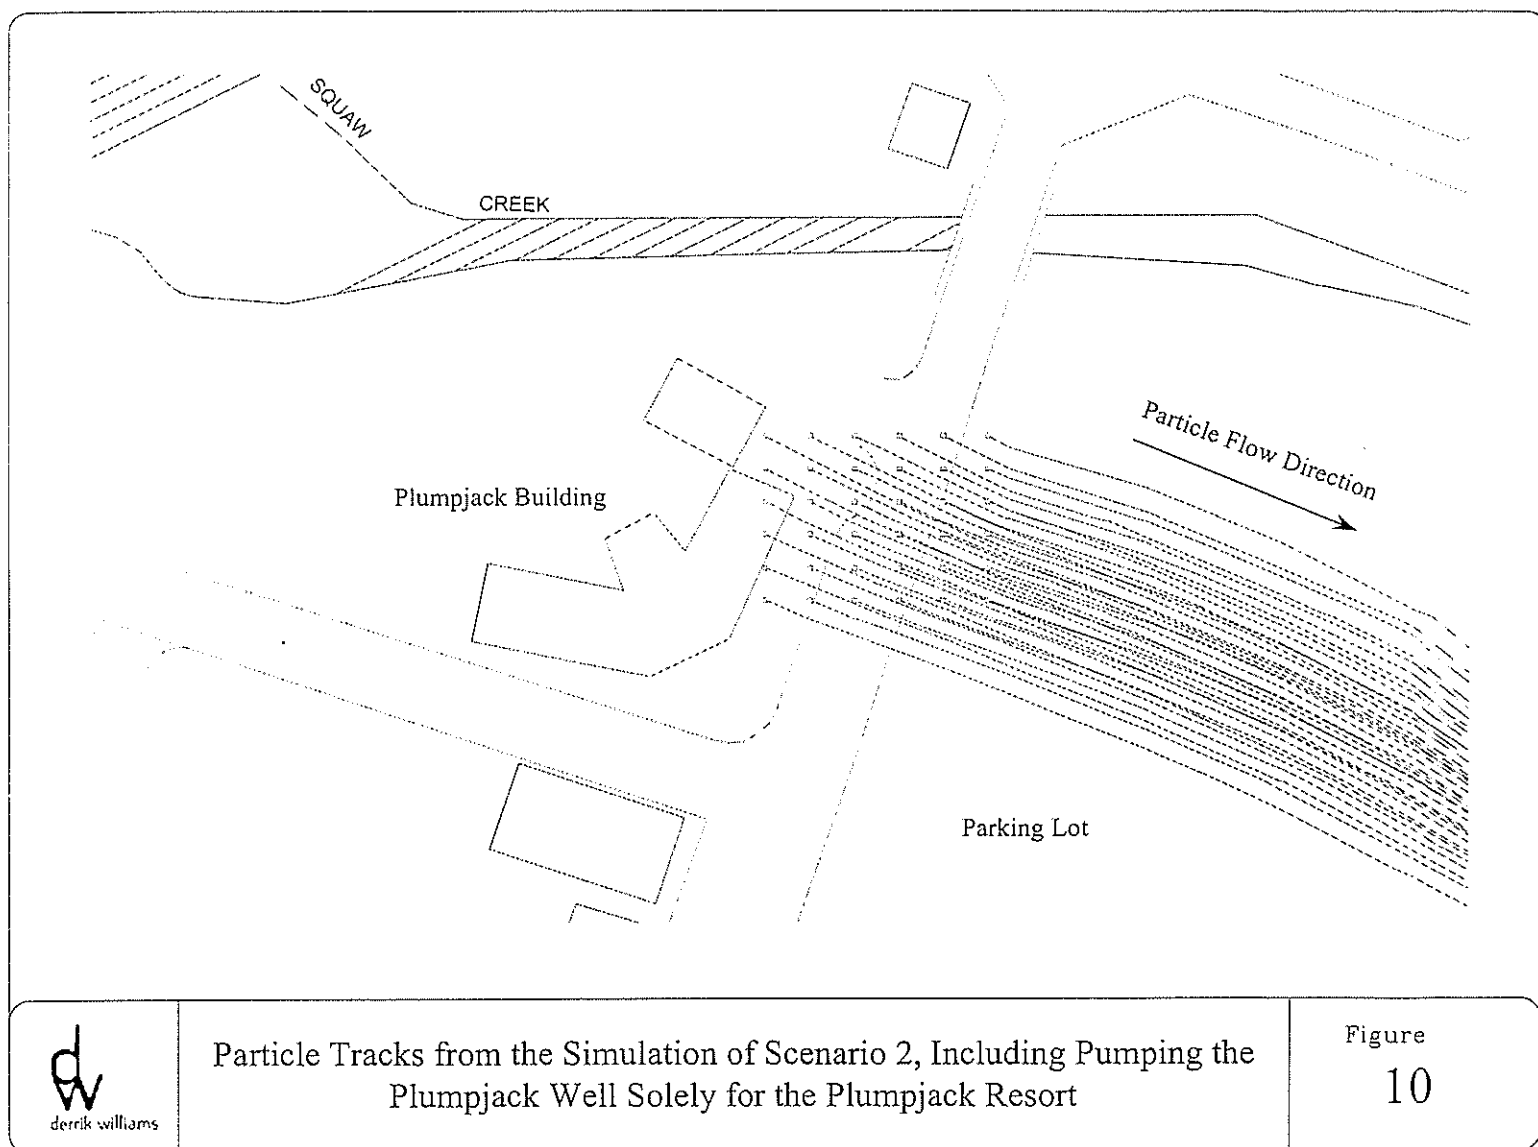 SQUAW
CREEK
Particle Flow Direction
Plumpjack Building
Parking Lot
derrik williams
Particle Tracks from the Simulation of Scenario 2, Including Pumping the
Plumpjack Well Solely for the Plumpjack Resort
Figure
10